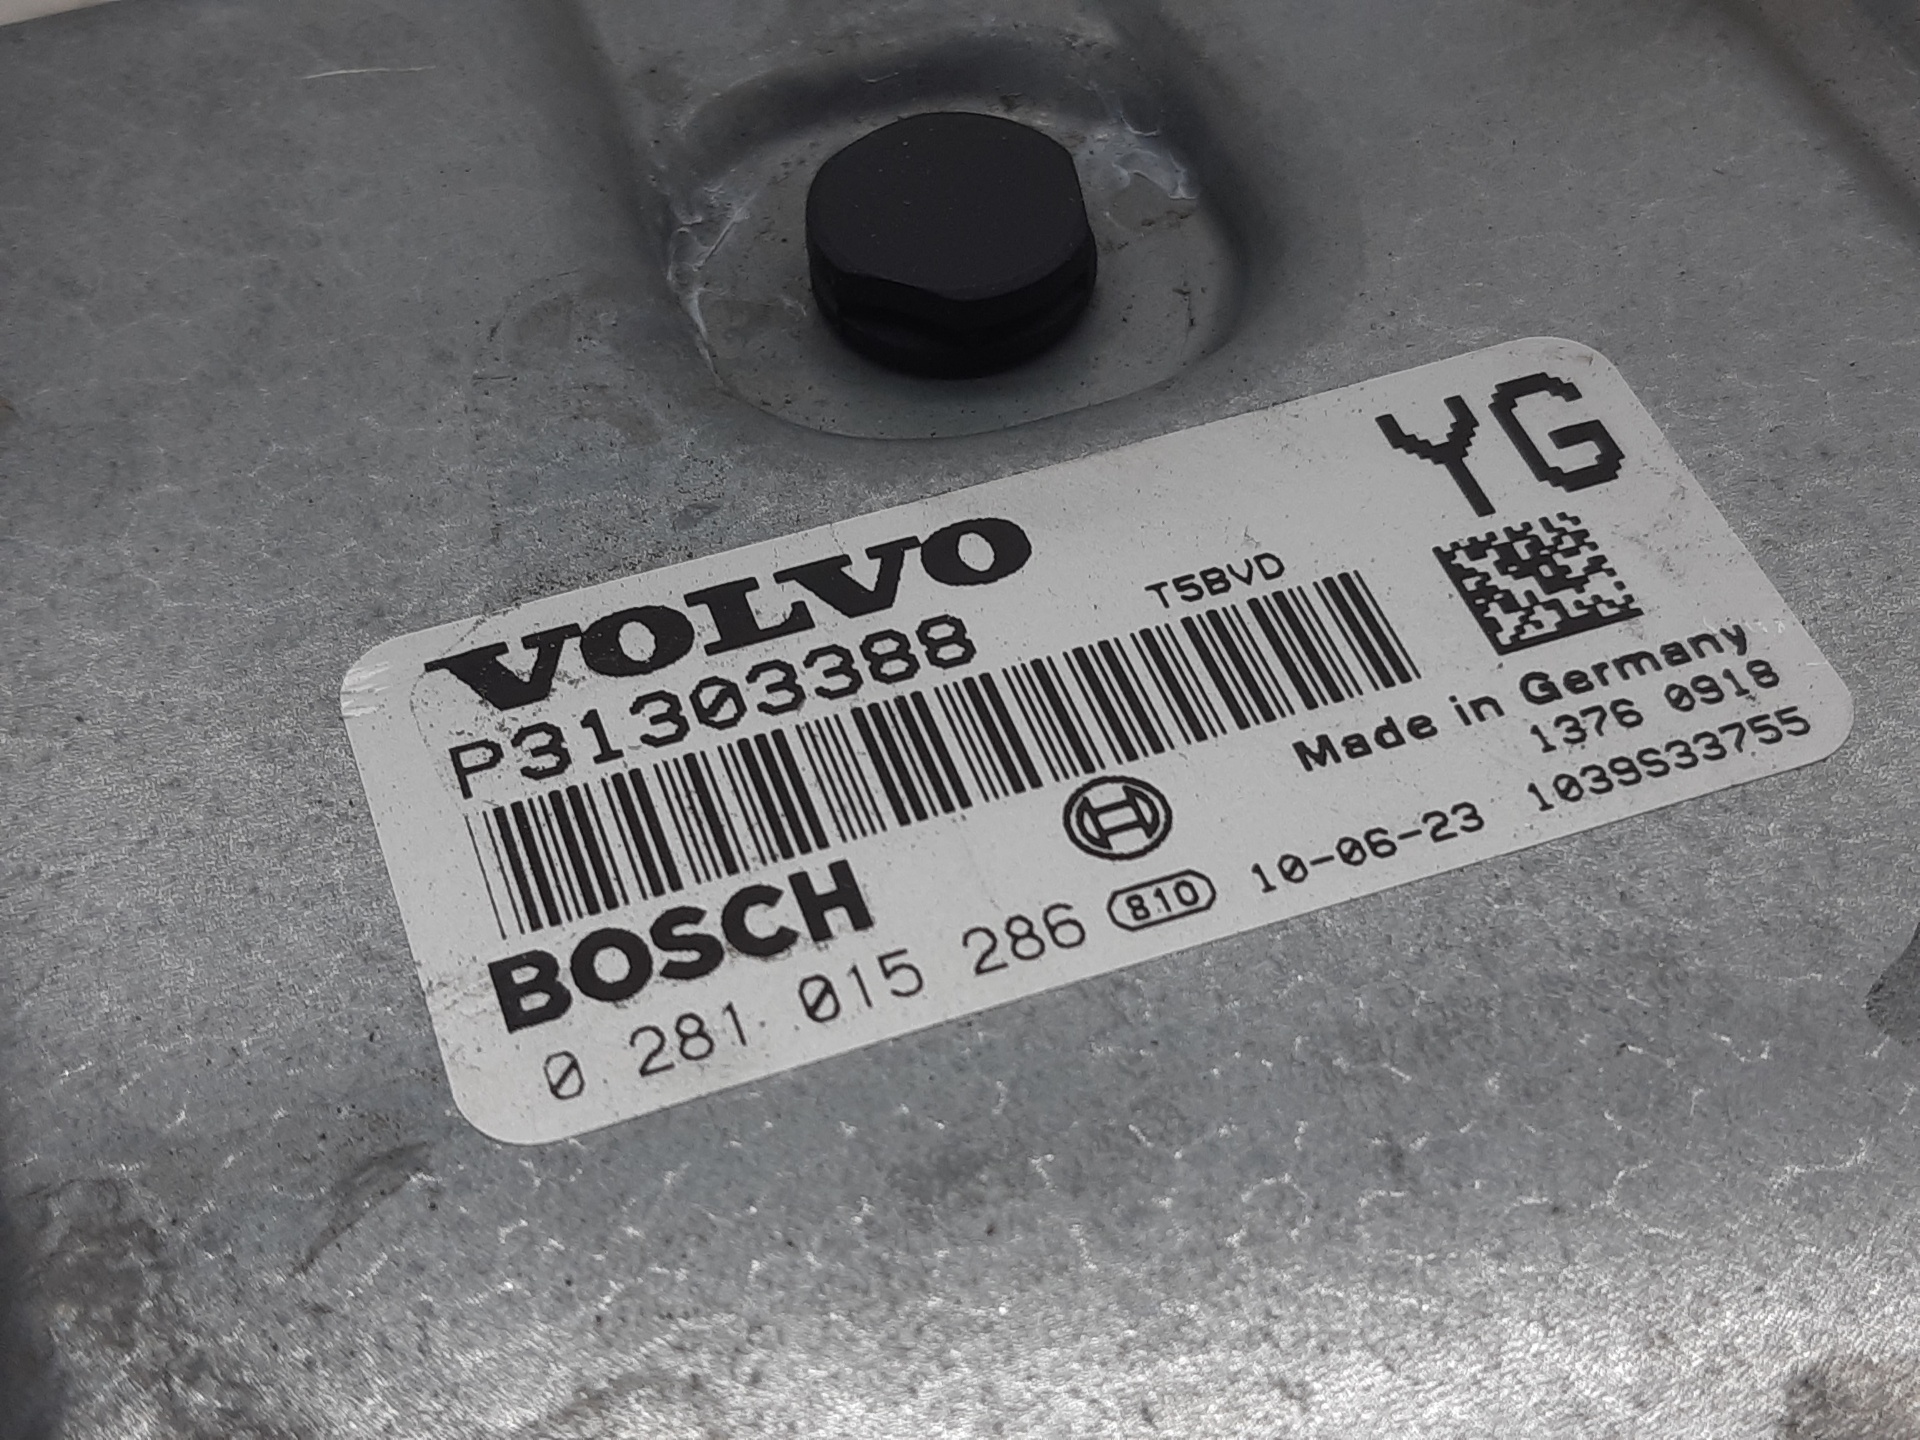 YG
VOLVO
P31303388
T5BVD
Made in Germany
1376 0918
BOSCH
0 281 015 286 810 10-06-23 1039S33755